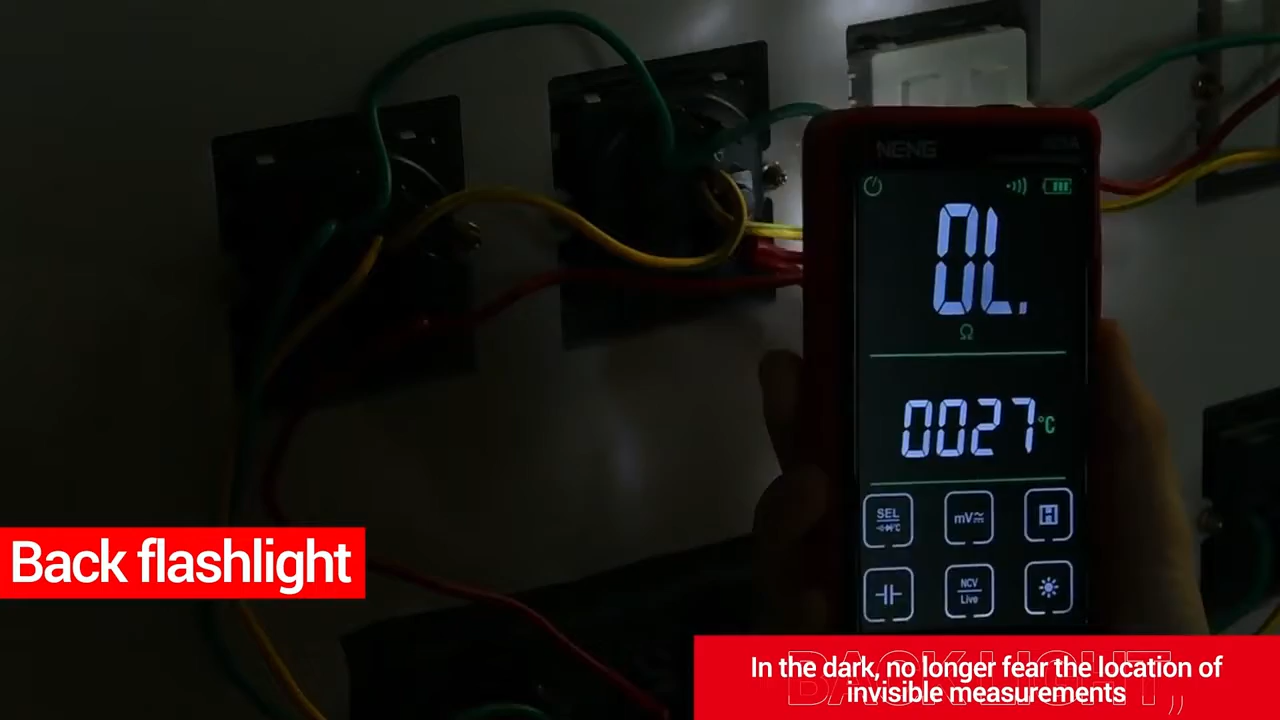 NENG
OL.
Ω
0027°C
SEL
mV
H
NCV
Live
Back flashlight
BACKLIGHT,
In the dark, no longer fear the location of
invisible measurements